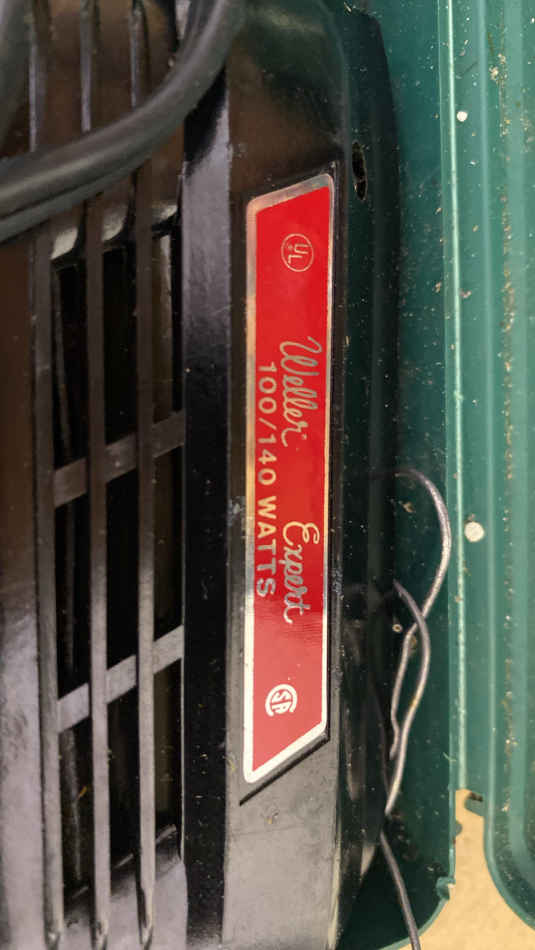 UL
Weller Expert
100/140 WATTS
SA